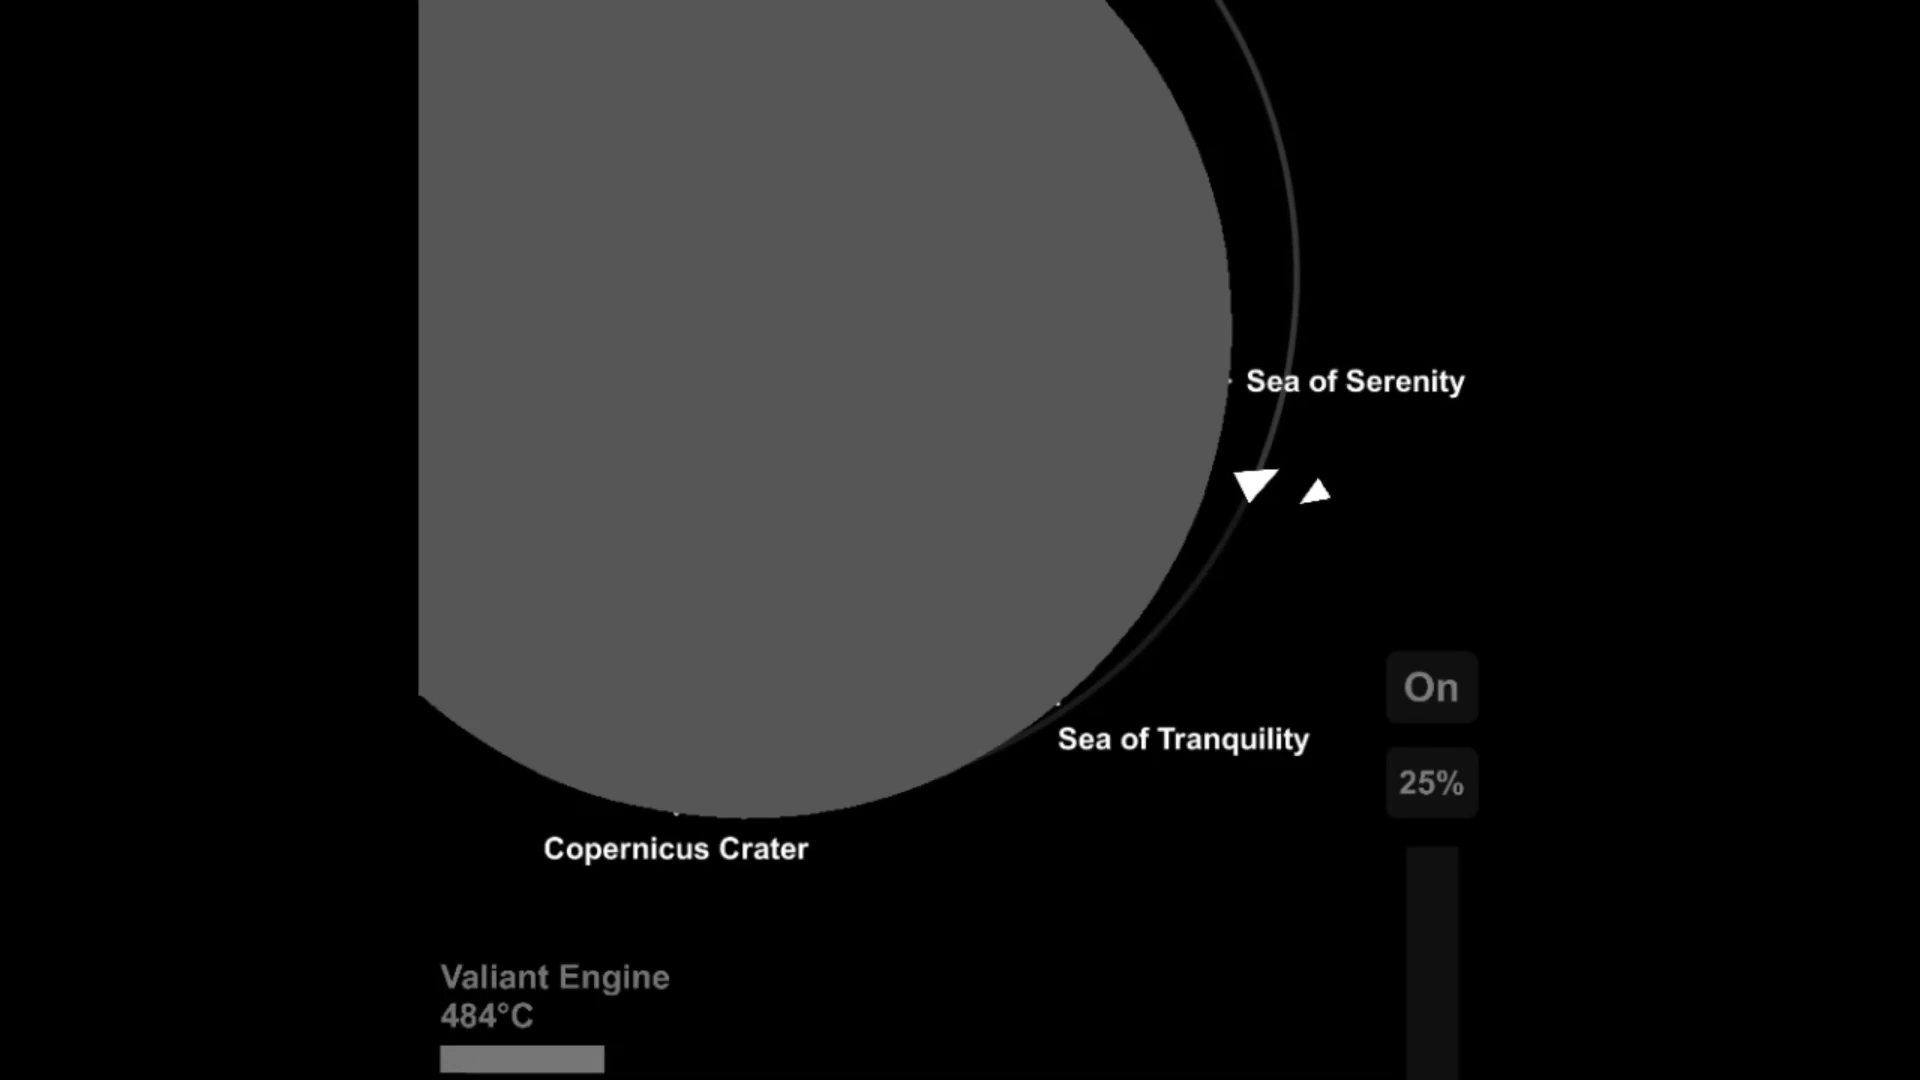 Sea of Serenity
On
Sea of Tranquility
25%
Copernicus Crater
Valiant Engine
484°C